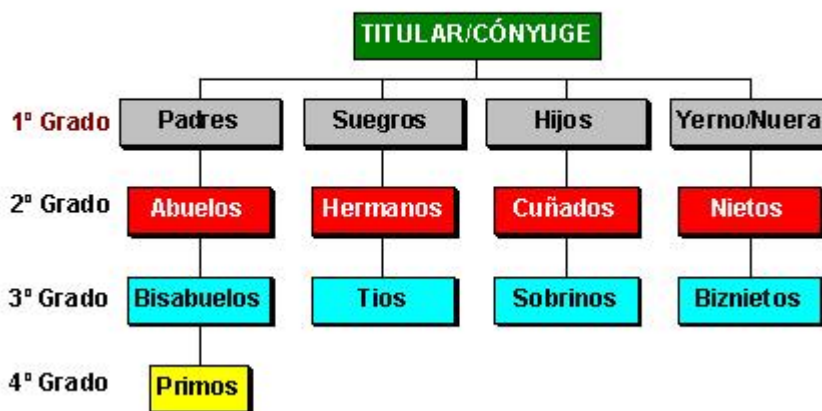 TITULAR/CÓNYUGE
1º Grado Padres Suegros Hijos Yerno/Nuera
2º Grado Abuelos Hermanos Cuñados Nietos
3º Grado Bisabuelos Tios Sobrinos Biznietos
4º Grado Primos